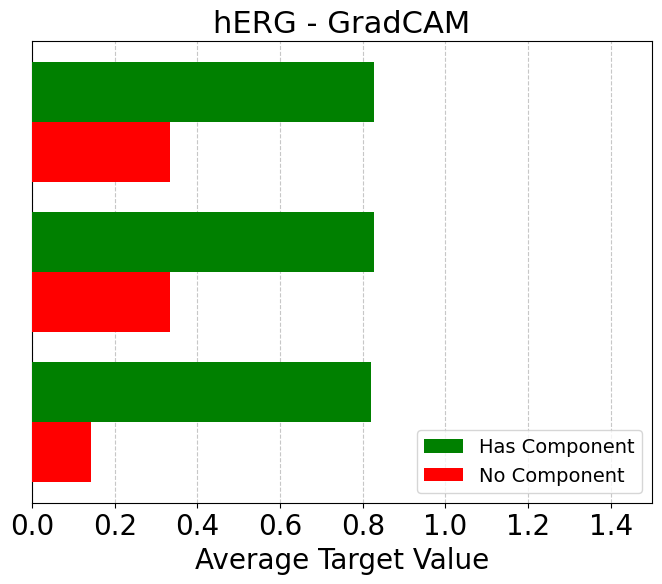 hERG - GradCAM
Has Component
No Component
0.0 0.2 0.4 0.6 0.8 1.0 1.2 1.4
Average Target Value